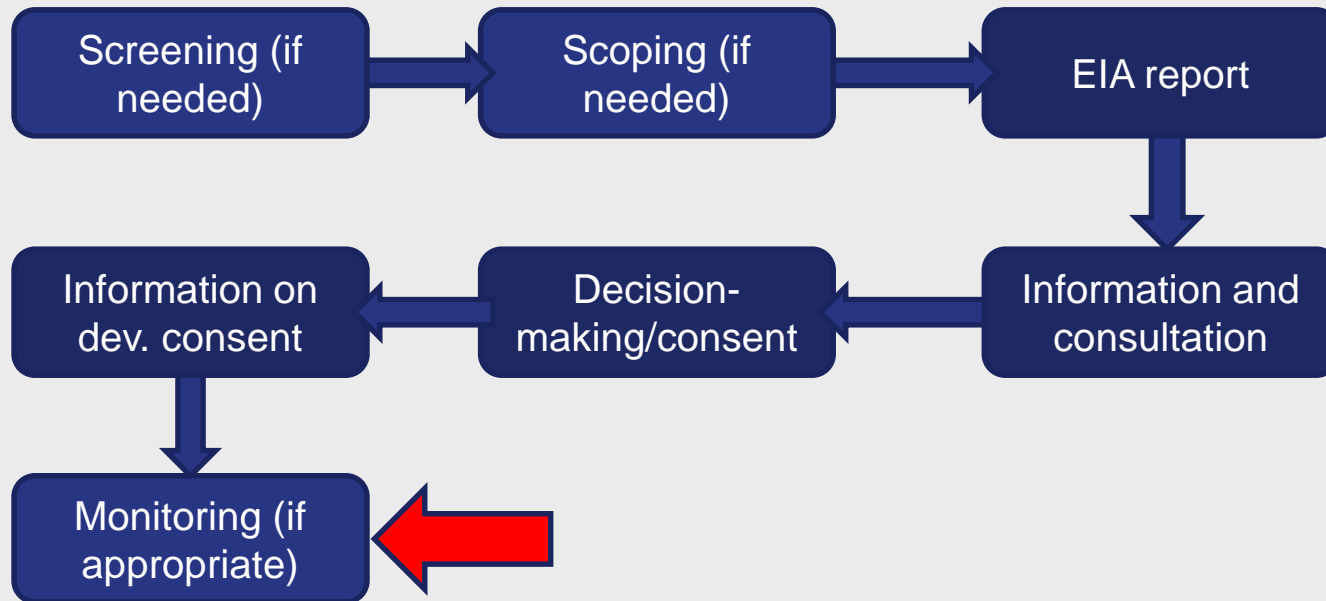 Screening (if
needed)
Scoping (if
needed)
EIA report
Information and
consultation
Decision-
making/consent
Information on
dev. consent
Monitoring (if
appropriate)